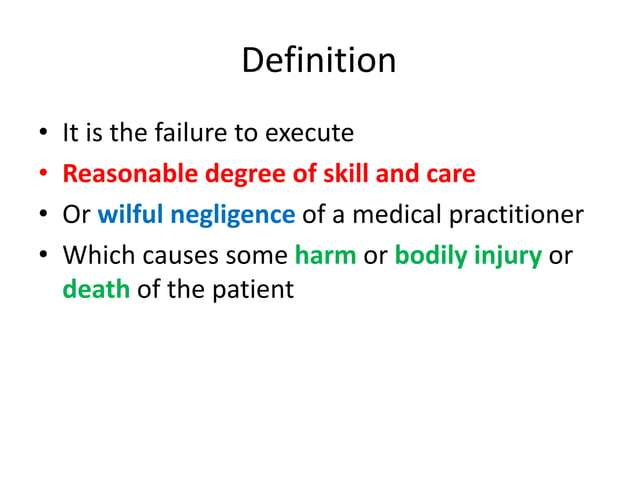 Definition
• It is the failure to execute
• Reasonable degree of skill and care
• Or wilful negligence of a medical practitioner
• Which causes some harm or bodily injury or
death of the patient